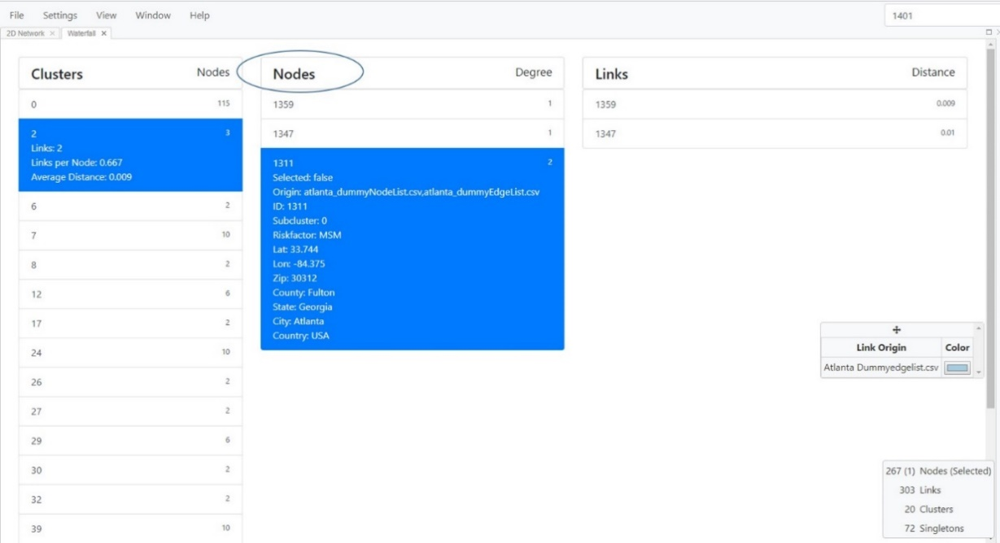 File Settings View Window Help
1401
2D Network × Waterfall ×
Clusters Nodes
0 115
2 3
Links: 2
Links per Node: 0.667
Average Distance: 0.009
6 2
7 10
8 2
12 6
17 2
24 10
26 2
27 2
29 6
30 2
32 2
39 10
Nodes Degree
1359 1
1347 1
1311 2
Selected: false
Origin: atlanta_dummyNodeList.csv,atlanta_dummyEdgeList.csv
ID: 1311
Subcluster: 0
Riskfactor: MSM
Lat: 33.744
Lon: -84.375
Zip: 30312
County: Fulton
State: Georgia
City: Atlanta
Country: USA
Links Distance
1359 0.009
1347 0.01
Link Origin Color
Atlanta Dummyedgelist.csv
267 (1) Nodes (Selected)
303 Links
20 Clusters
72 Singletons